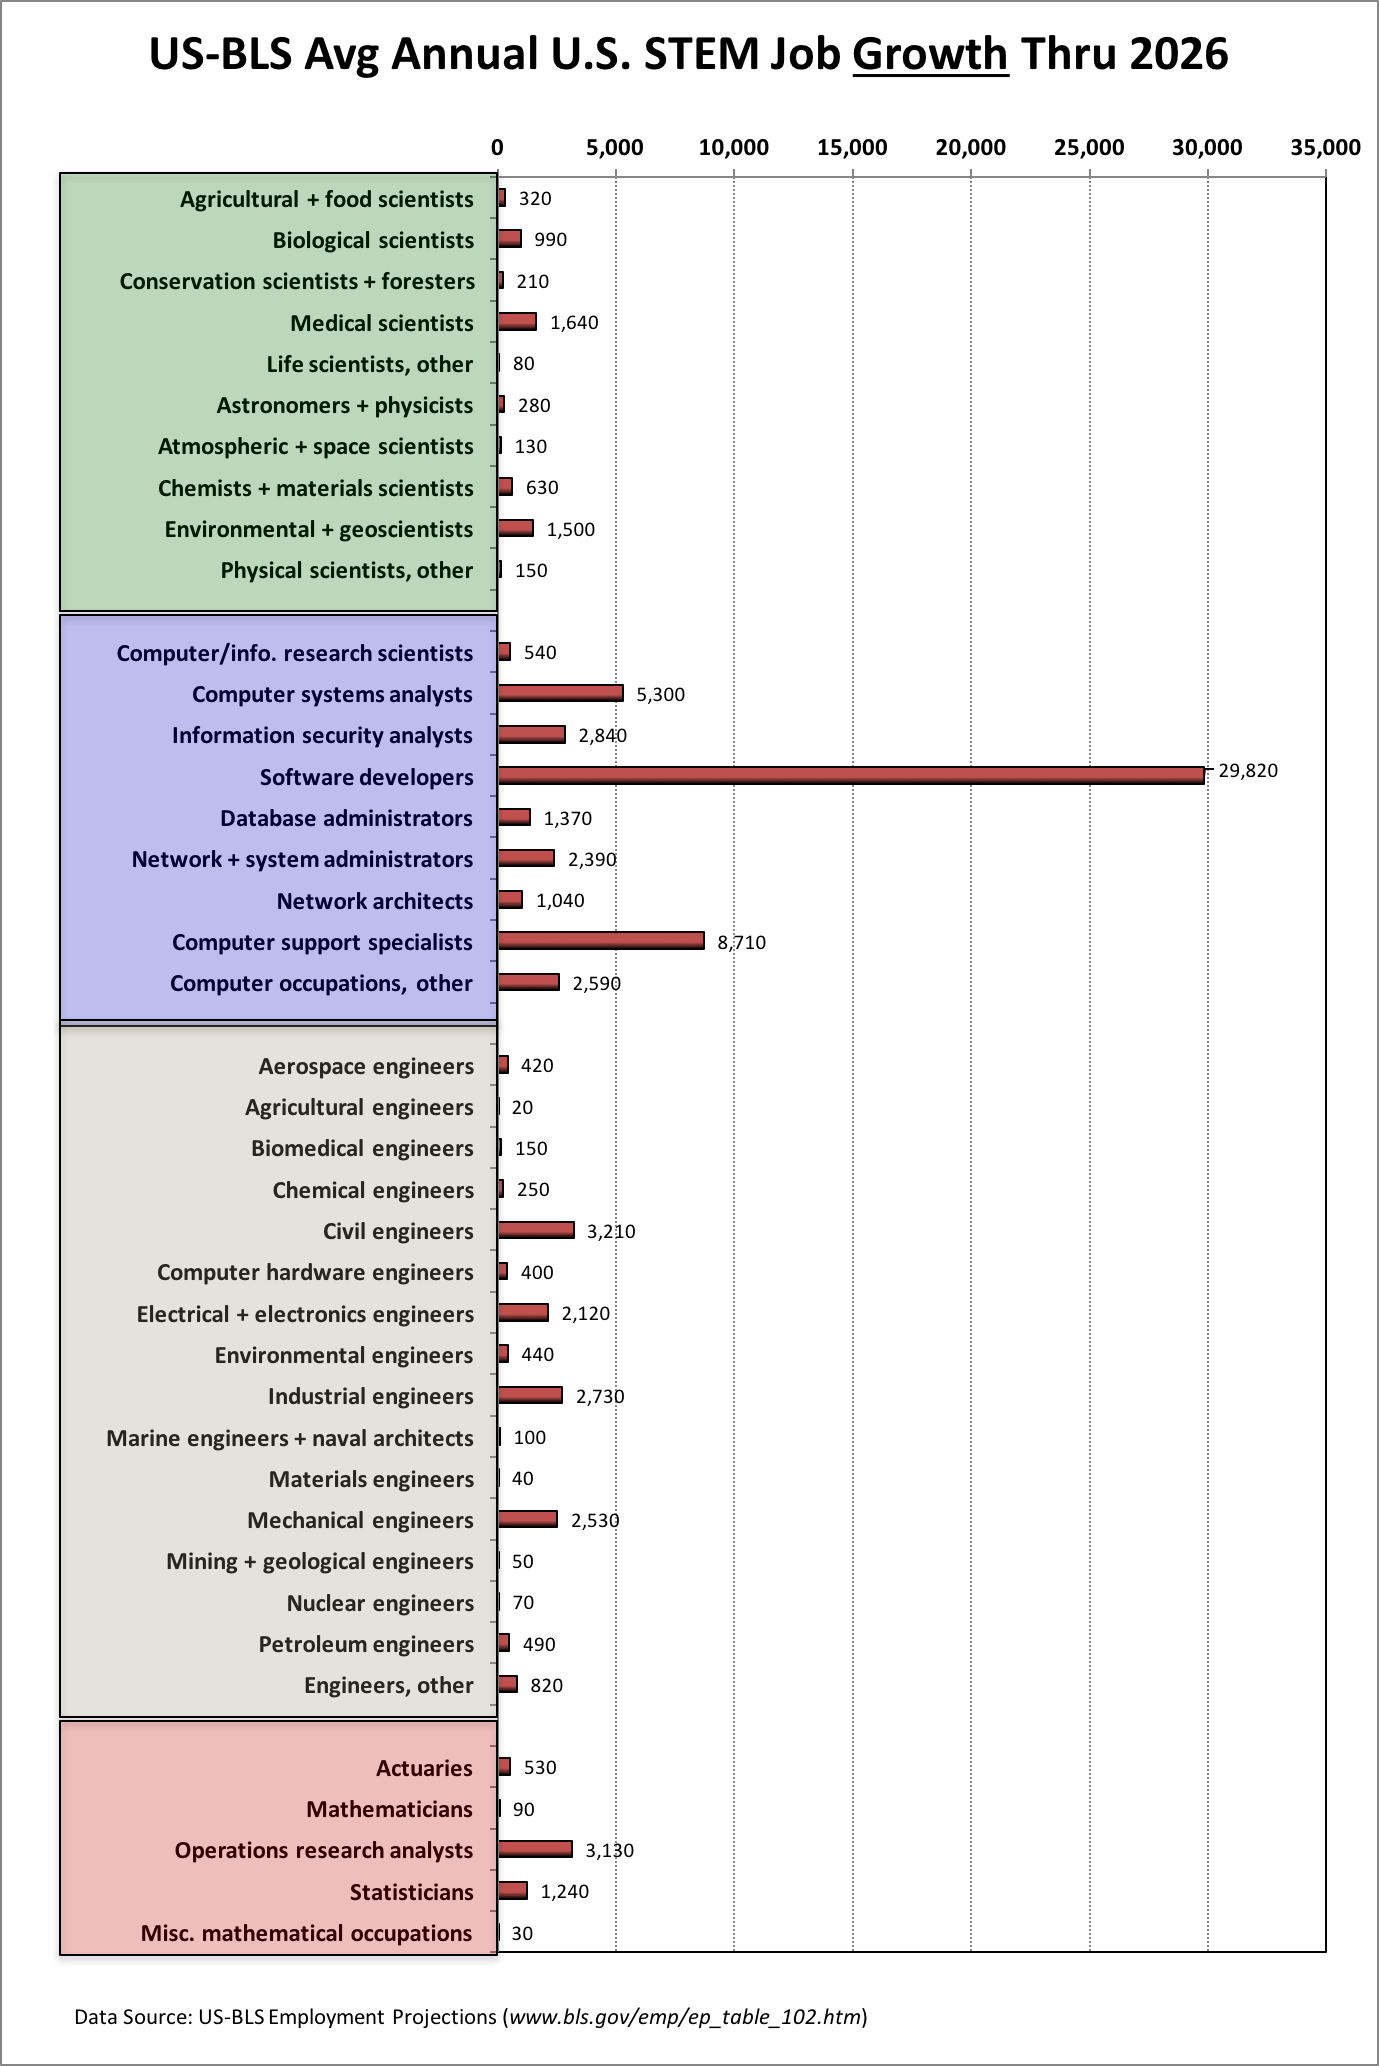 US-BLS Avg Annual U.S. STEM Job Growth Thru 2026
0 5,000 10,000 15,000 20,000 25,000 30,000 35,000
Agricultural + food scientists 320
Biological scientists 990
Conservation scientists + foresters 210
Medical scientists 1,640
Life scientists, other 80
Astronomers + physicists 280
Atmospheric + space scientists 130
Chemists + materials scientists 630
Environmental + geoscientists 1,500
Physical scientists, other 150
Computer/info. research scientists 540
Computer systems analysts 5,300
Information security analysts 2,840
Software developers 29,820
Database administrators 1,370
Network + system administrators 2,390
Network architects 1,040
Computer support specialists 8,710
Computer occupations, other 2,590
Aerospace engineers 420
Agricultural engineers 20
Biomedical engineers 150
Chemical engineers 250
Civil engineers 3,210
Computer hardware engineers 400
Electrical + electronics engineers 2,120
Environmental engineers 440
Industrial engineers 2,730
Marine engineers + naval architects 100
Materials engineers 40
Mechanical engineers 2,530
Mining + geological engineers 50
Nuclear engineers 70
Petroleum engineers 490
Engineers, other 820
Actuaries 530
Mathematicians 90
Operations research analysts 3,130
Statisticians 1,240
Misc. mathematical occupations 30
Data Source: US-BLS Employment Projections (www.bls.gov/emp/ep_table_102.htm)